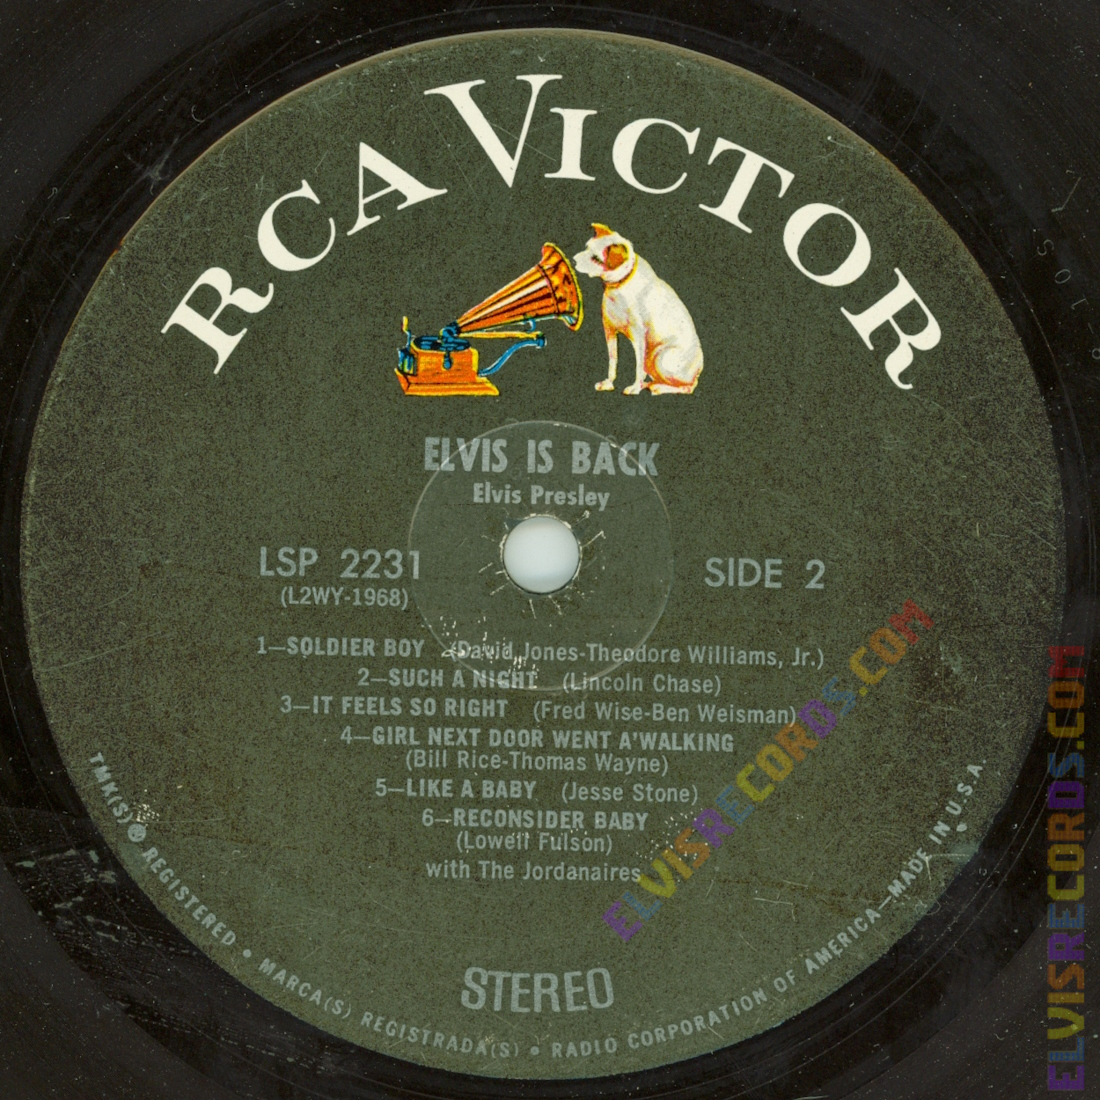 RCA VICTOR
ELVIS IS BACK
Elvis Presley
LSP 2231
(L2WY-1968)
SIDE 2
1—SOLDIER BOY (David Jones-Theodore Williams, Jr.)
2—SUCH A NIGHT (Lincoln Chase)
3—IT FEELS SO RIGHT (Fred Wise-Ben Weisman)
4—GIRL NEXT DOOR WENT A'WALKING
(Bill Rice-Thomas Wayne)
5—LIKE A BABY (Jesse Stone)
6—RECONSIDER BABY
(Lowell Fulson)
with The Jordanaires
STEREO
TMK(S) ® REGISTERED • MARCA(S) REGISTRADA(S) • RADIO CORPORATION OF AMERICA—MADE IN U.S.A.
ELVISRECORDS.COM
ELVISRECORDS.COM